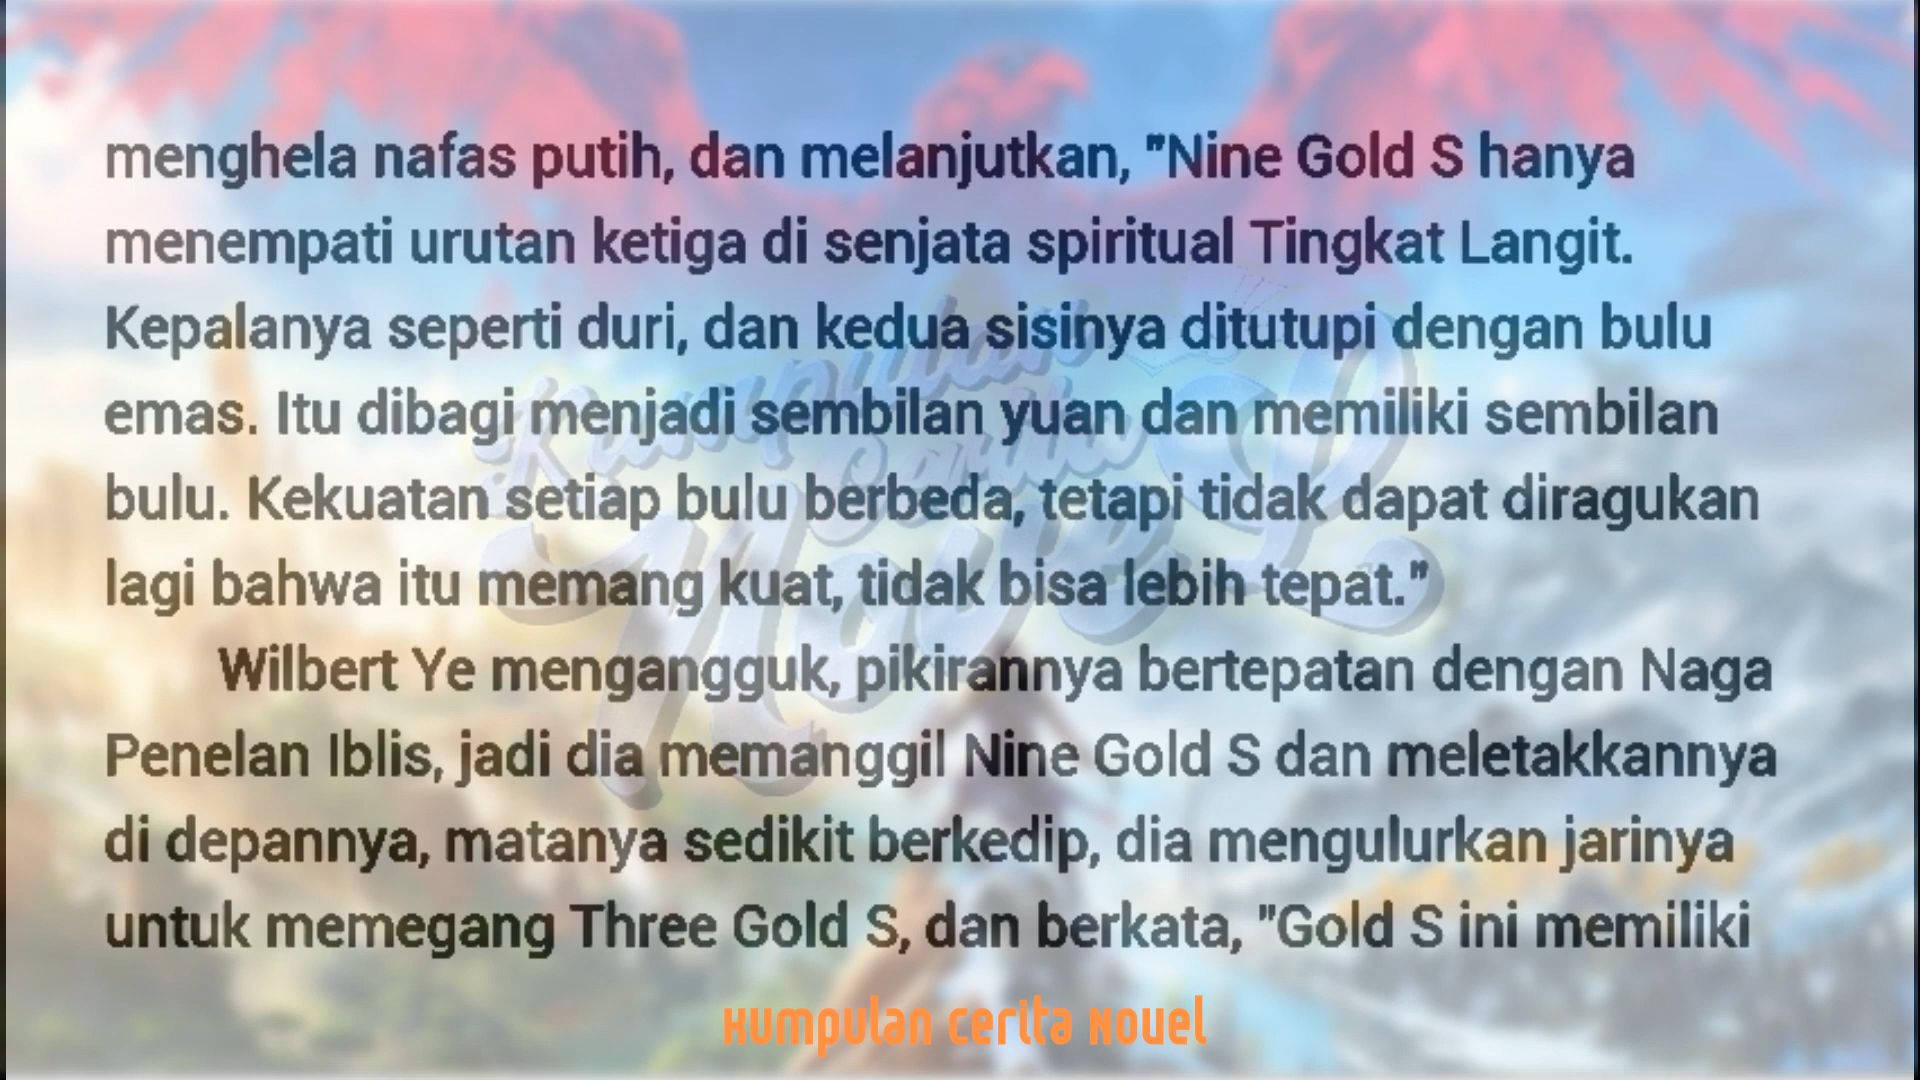 menghela nafas putih, dan melanjutkan, "Nine Gold S hanya
menempati urutan ketiga di senjata spiritual Tingkat Langit.
Kepalanya seperti duri, dan kedua sisinya ditutupi dengan bulu
emas. Itu dibagi menjadi sembilan yuan dan memiliki sembilan
bulu. Kekuatan setiap bulu berbeda, tetapi tidak dapat diragukan
lagi bahwa itu memang kuat, tidak bisa lebih tepat."
Wilbert Ye mengangguk, pikirannya bertepatan dengan Naga
Penelan Iblis, jadi dia memanggil Nine Gold S dan meletakkannya
di depannya, matanya sedikit berkedip, dia mengulurkan jarinya
untuk memegang Three Gold S, dan berkata, "Gold S ini memiliki
Kumpulan
Cerita
Novel
Kumpulan Cerita Novel